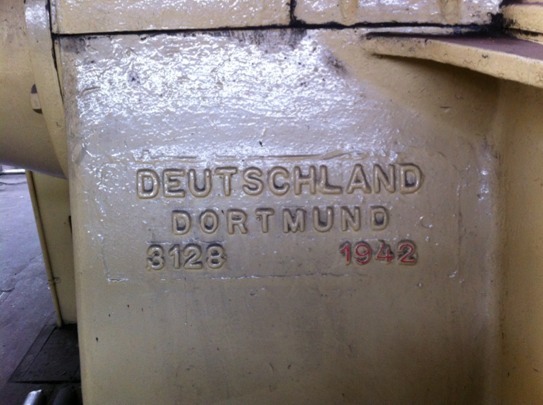 DEUTSCHLAND
DORTMUND
3128 1942